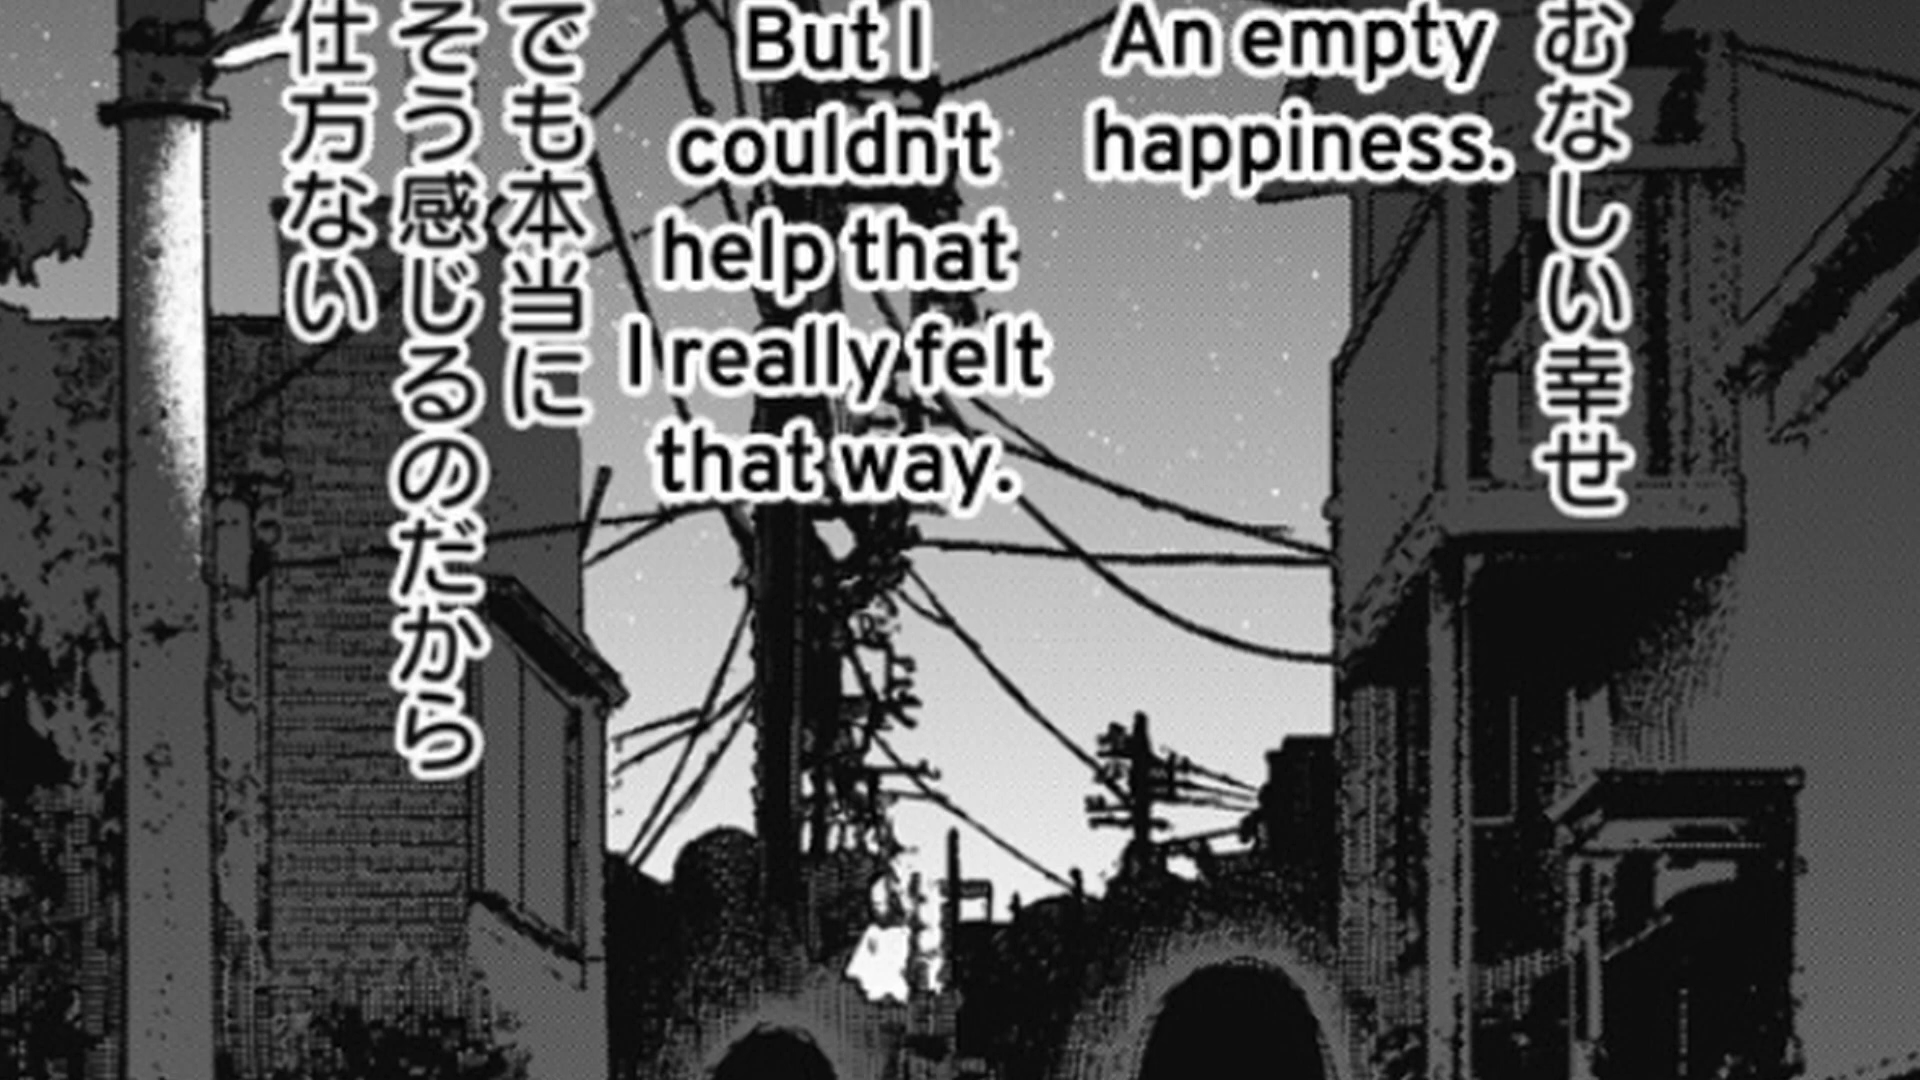 むなしい幸せ
An empty
happiness.
But I
couldn't
help that
I really felt
that way.
でも本当に
そう感じるのだから
仕方ない